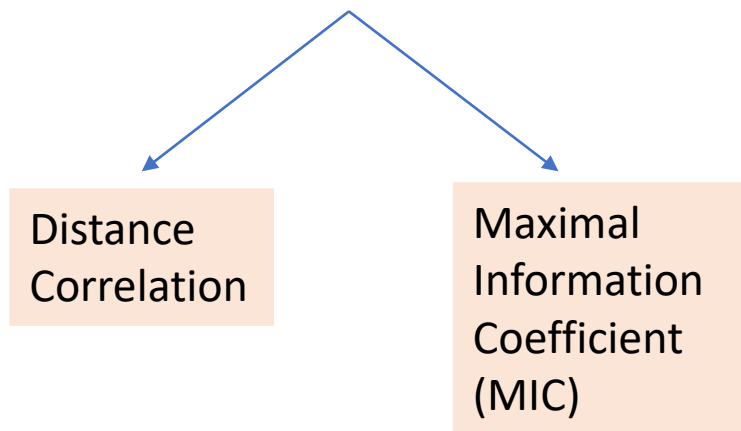 Distance
Correlation
Maximal
Information
Coefficient
(MIC)